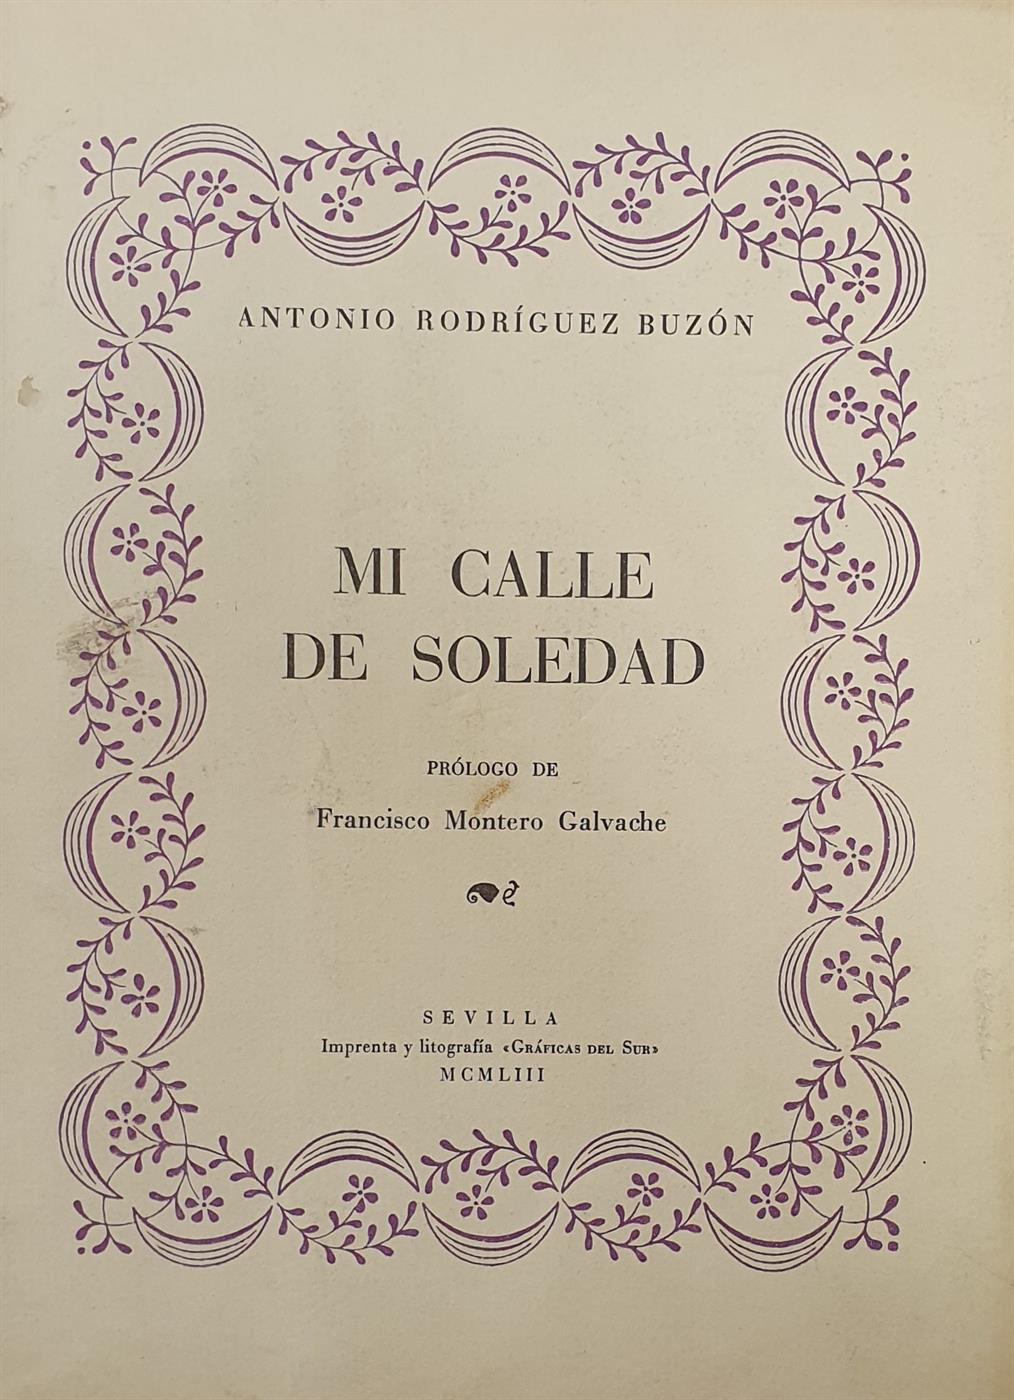 ANTONIO RODRÍGUEZ BUZÓN
MI CALLE
DE SOLEDAD
PRÓLOGO DE
Francisco Montero Galvache
SEVILLA
Imprenta y litografía «GRÁFICAS DEL SUR»
MCMLIII